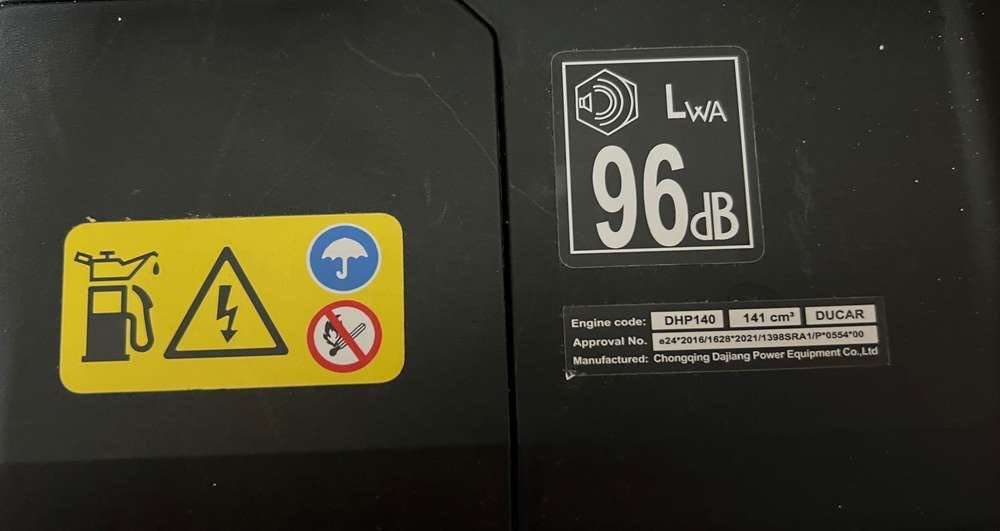 LWA
96dB
Engine code: DHP140 141 cm³ DUCAR
Approval No. e24*2016/1628*2021/1398SRA1/P*0554*00
Manufactured: Chongqing Dajiang Power Equipment Co.,Ltd